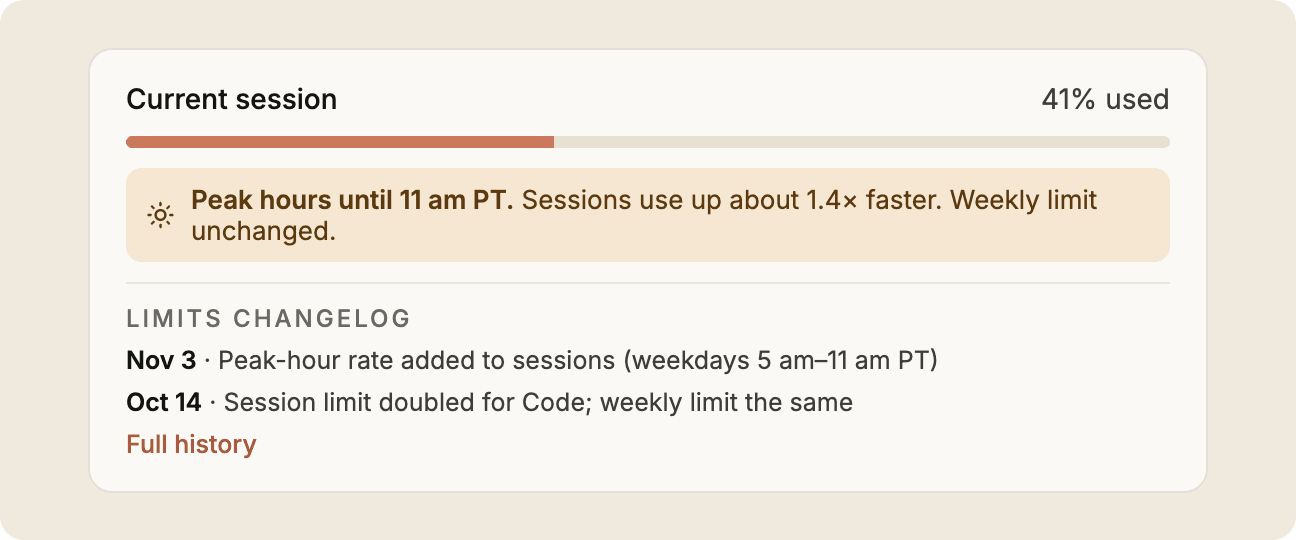 Current session
41% used
Peak hours until 11 am PT. Sessions use up about 1.4× faster. Weekly limit
unchanged.
LIMITS CHANGELOG
Nov 3 · Peak-hour rate added to sessions (weekdays 5 am–11 am PT)
Oct 14 · Session limit doubled for Code; weekly limit the same
Full history